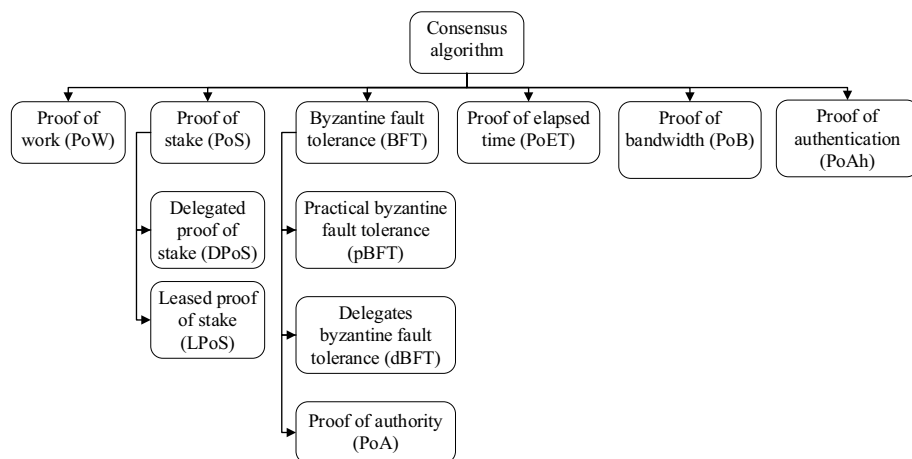 Consensus
algorithm
Proof of
work (PoW)
Proof of
stake (PoS)
Byzantine fault
tolerance (BFT)
Proof of elapsed
time (PoET)
Proof of
bandwidth (PoB)
Proof of
authentication
(PoAh)
Delegated
proof of
stake (DPoS)
Leased proof
of stake
(LPoS)
Practical byzantine
fault tolerance
(pBFT)
Delegates
byzantine fault
tolerance (dBFT)
Proof of authority
(PoA)